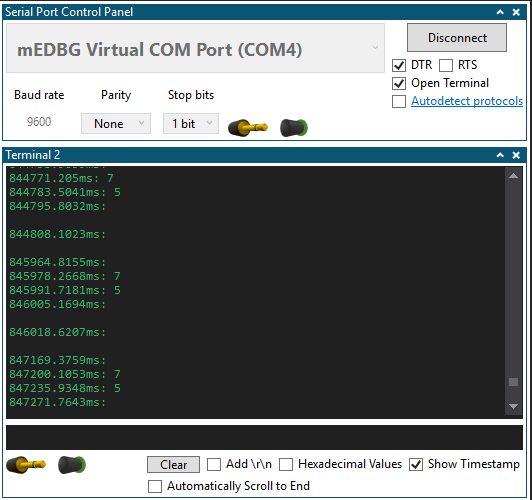 Serial Port Control Panel
mEDBG Virtual COM Port (COM4)
Disconnect
DTR RTS
Open Terminal
Autodetect protocols
Baud rate Parity Stop bits
9600 None 1 bit
Terminal 2
844771.205ms: 7
844783.5041ms: 5
844795.8032ms:
844808.1023ms:
845964.8155ms:
845978.2668ms: 7
845991.7181ms: 5
846005.1694ms:
846018.6207ms:
847169.3759ms:
847200.1053ms: 7
847235.9348ms: 5
847271.7643ms:
Clear Add \r\n Hexadecimal Values Show Timestamp
Automatically Scroll to End